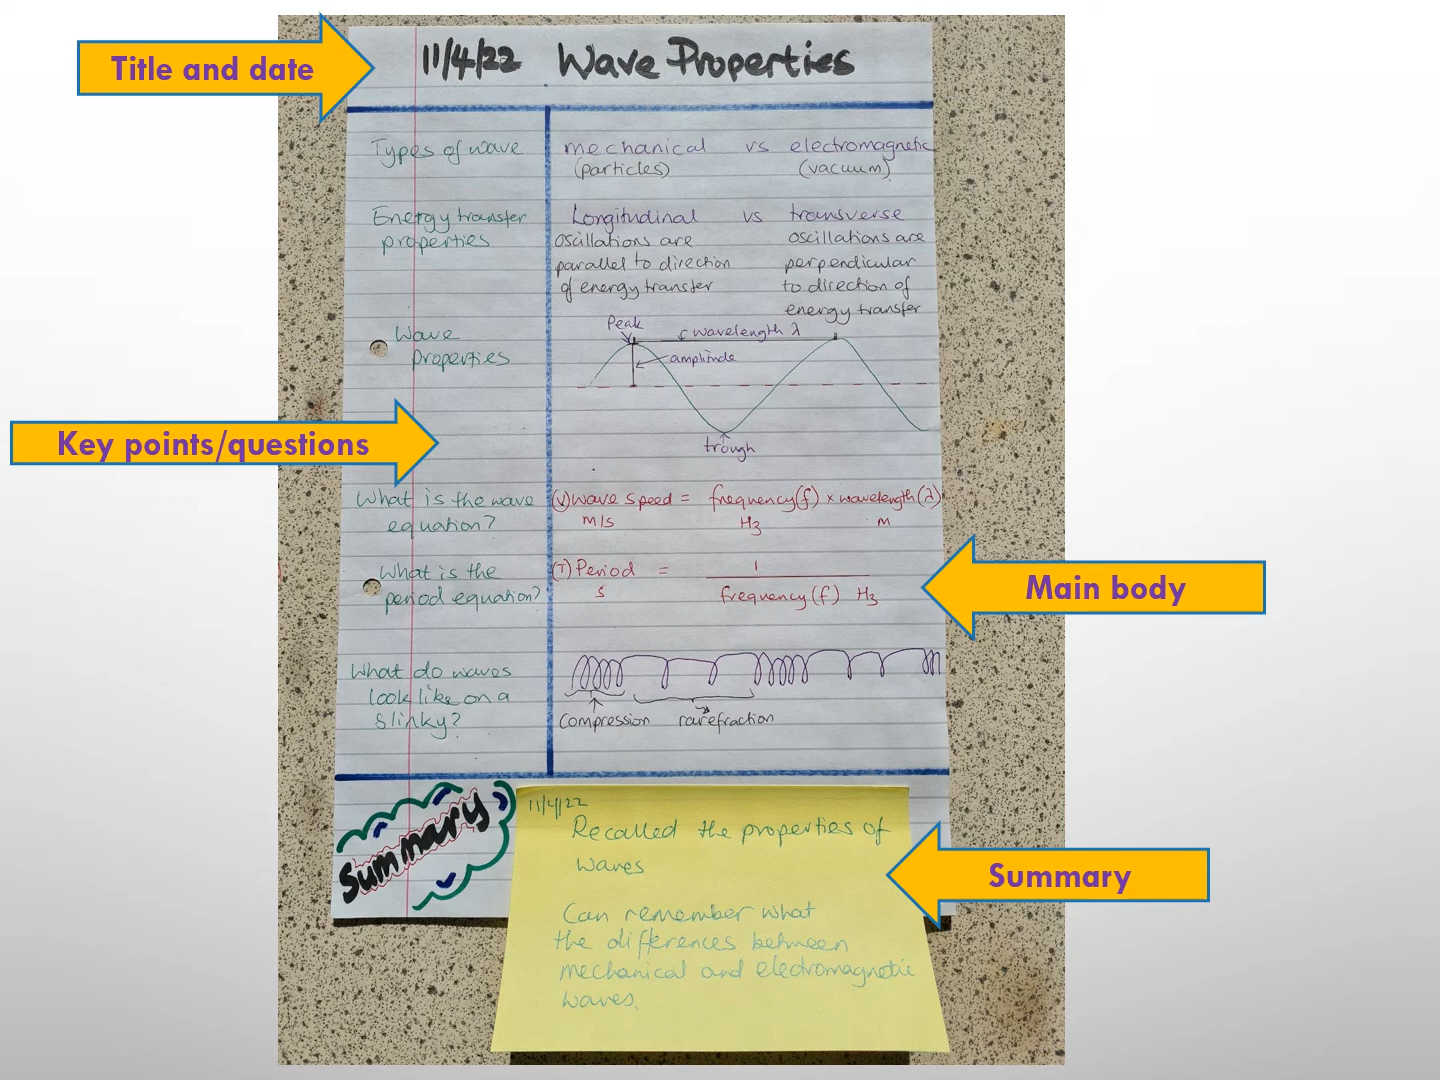 Title and date
11/4/22 Wave Properties
Types of wave
mechanical vs electromagnetic
(particles) (vacuum)
Energy transfer
properties
Longitudinal vs transverse
oscillations are
parallel to direction
of energy transfer
oscillations are
perpendicular
to direction of
energy transfer
Wave
properties
Peak
wavelength λ
amplitude
trough
Key points/questions
What is the wave
equation?
(V) Wave speed = frequency (f) x wavelength (λ)
m/s Hz m
What is the
period equation?
(T) Period = 1
s frequency (f) Hz
Main body
What do waves
look like on a
slinky?
compression rarefraction
Summary
11/4/22
Recalled the properties of
waves
Can remember what
the differences between
mechanical and electromagnetic
waves.
Summary